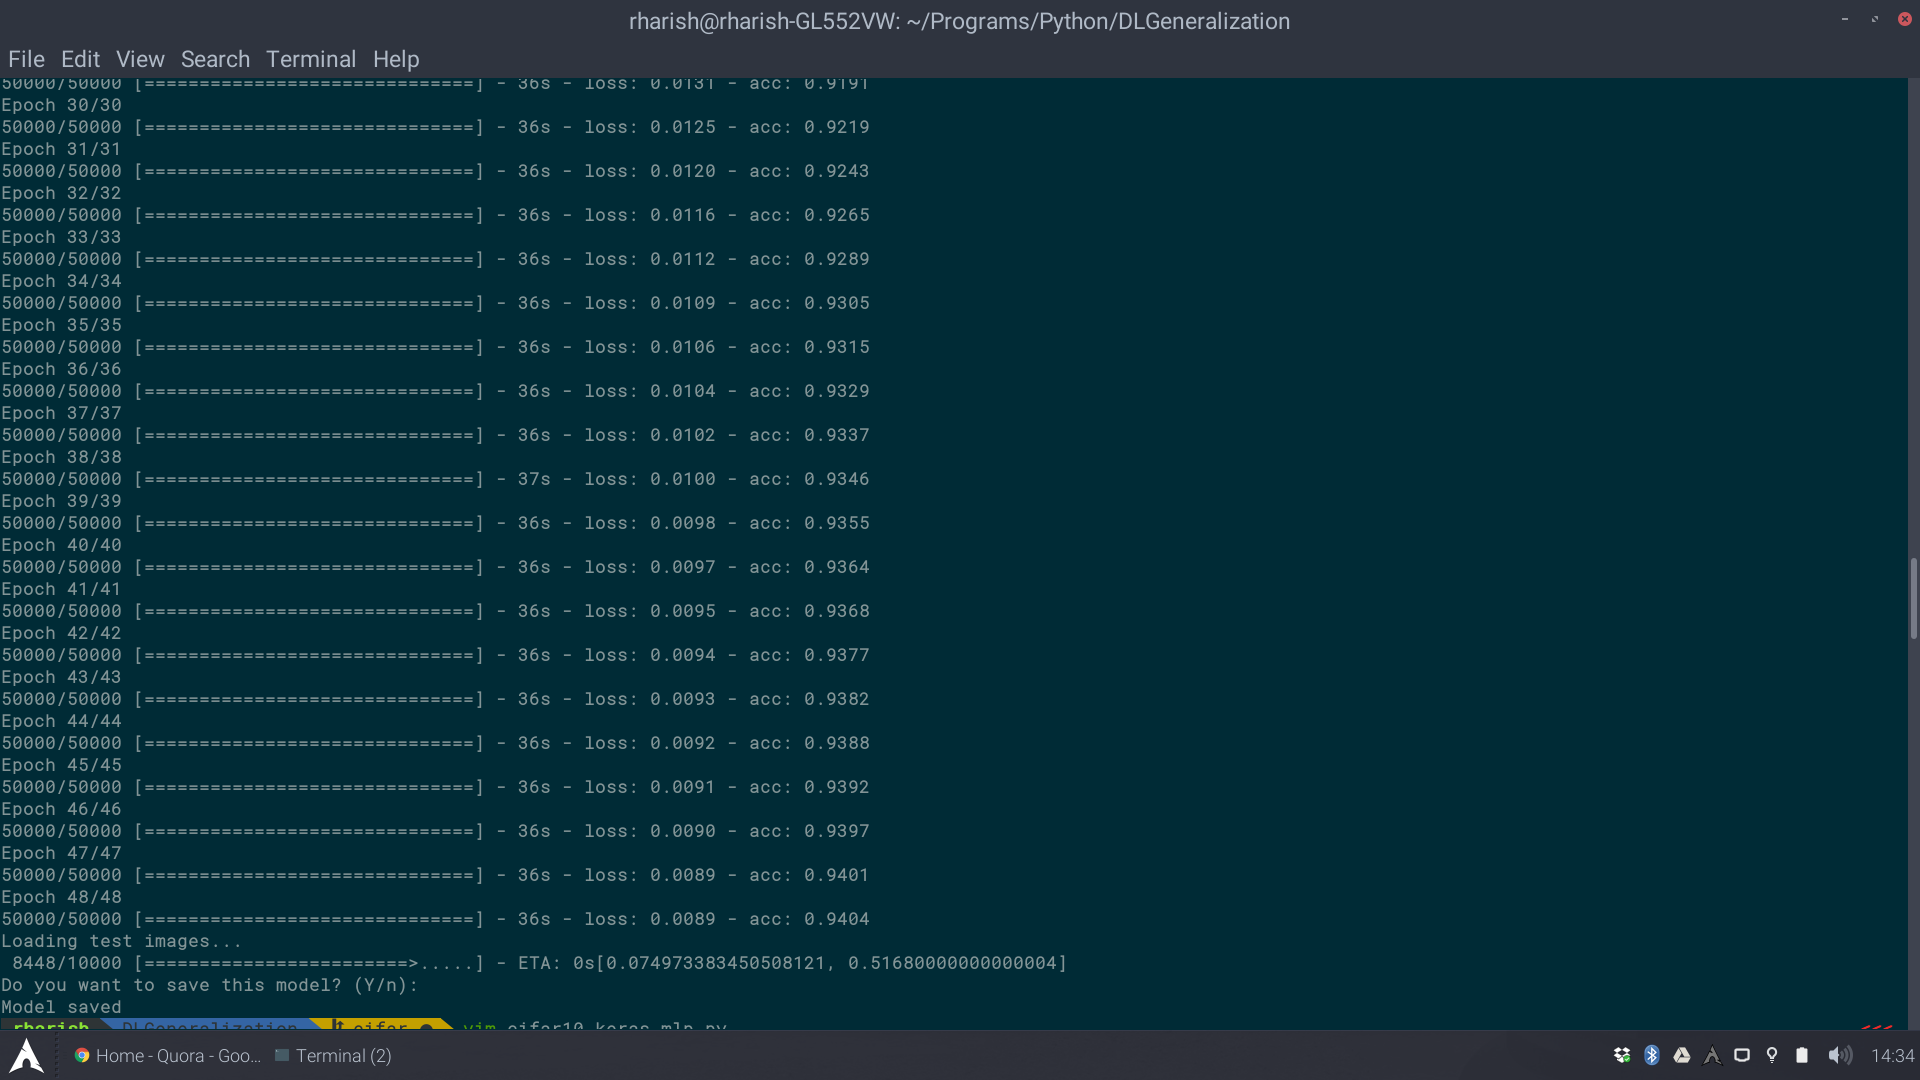 rharish@rharish-GL552VW: ~/Programs/Python/DLGeneralization
File Edit View Search Terminal Help
50000/50000 [==============================] - 36s - loss: 0.0131 - acc: 0.9191
Epoch 30/30
50000/50000 [==============================] - 36s - loss: 0.0125 - acc: 0.9219
Epoch 31/31
50000/50000 [==============================] - 36s - loss: 0.0120 - acc: 0.9243
Epoch 32/32
50000/50000 [==============================] - 36s - loss: 0.0116 - acc: 0.9265
Epoch 33/33
50000/50000 [==============================] - 36s - loss: 0.0112 - acc: 0.9289
Epoch 34/34
50000/50000 [==============================] - 36s - loss: 0.0109 - acc: 0.9305
Epoch 35/35
50000/50000 [==============================] - 36s - loss: 0.0106 - acc: 0.9315
Epoch 36/36
50000/50000 [==============================] - 36s - loss: 0.0104 - acc: 0.9329
Epoch 37/37
50000/50000 [==============================] - 36s - loss: 0.0102 - acc: 0.9337
Epoch 38/38
50000/50000 [==============================] - 37s - loss: 0.0100 - acc: 0.9346
Epoch 39/39
50000/50000 [==============================] - 36s - loss: 0.0098 - acc: 0.9355
Epoch 40/40
50000/50000 [==============================] - 36s - loss: 0.0097 - acc: 0.9364
Epoch 41/41
50000/50000 [==============================] - 36s - loss: 0.0095 - acc: 0.9368
Epoch 42/42
50000/50000 [==============================] - 36s - loss: 0.0094 - acc: 0.9377
Epoch 43/43
50000/50000 [==============================] - 36s - loss: 0.0093 - acc: 0.9382
Epoch 44/44
50000/50000 [==============================] - 36s - loss: 0.0092 - acc: 0.9388
Epoch 45/45
50000/50000 [==============================] - 36s - loss: 0.0091 - acc: 0.9392
Epoch 46/46
50000/50000 [==============================] - 36s - loss: 0.0090 - acc: 0.9397
Epoch 47/47
50000/50000 [==============================] - 36s - loss: 0.0089 - acc: 0.9401
Epoch 48/48
50000/50000 [==============================] - 36s - loss: 0.0089 - acc: 0.9404
Loading test images...
8448/10000 [========================>.....] - ETA: 0s[0.074973383450508121, 0.51680000000000004]
Do you want to save this model? (Y/n):
Model saved
rharish DLGeneralization cifar vim cifar10_keras_mlp.py <<<
Home - Quora - Goo... Terminal (2) 14:34